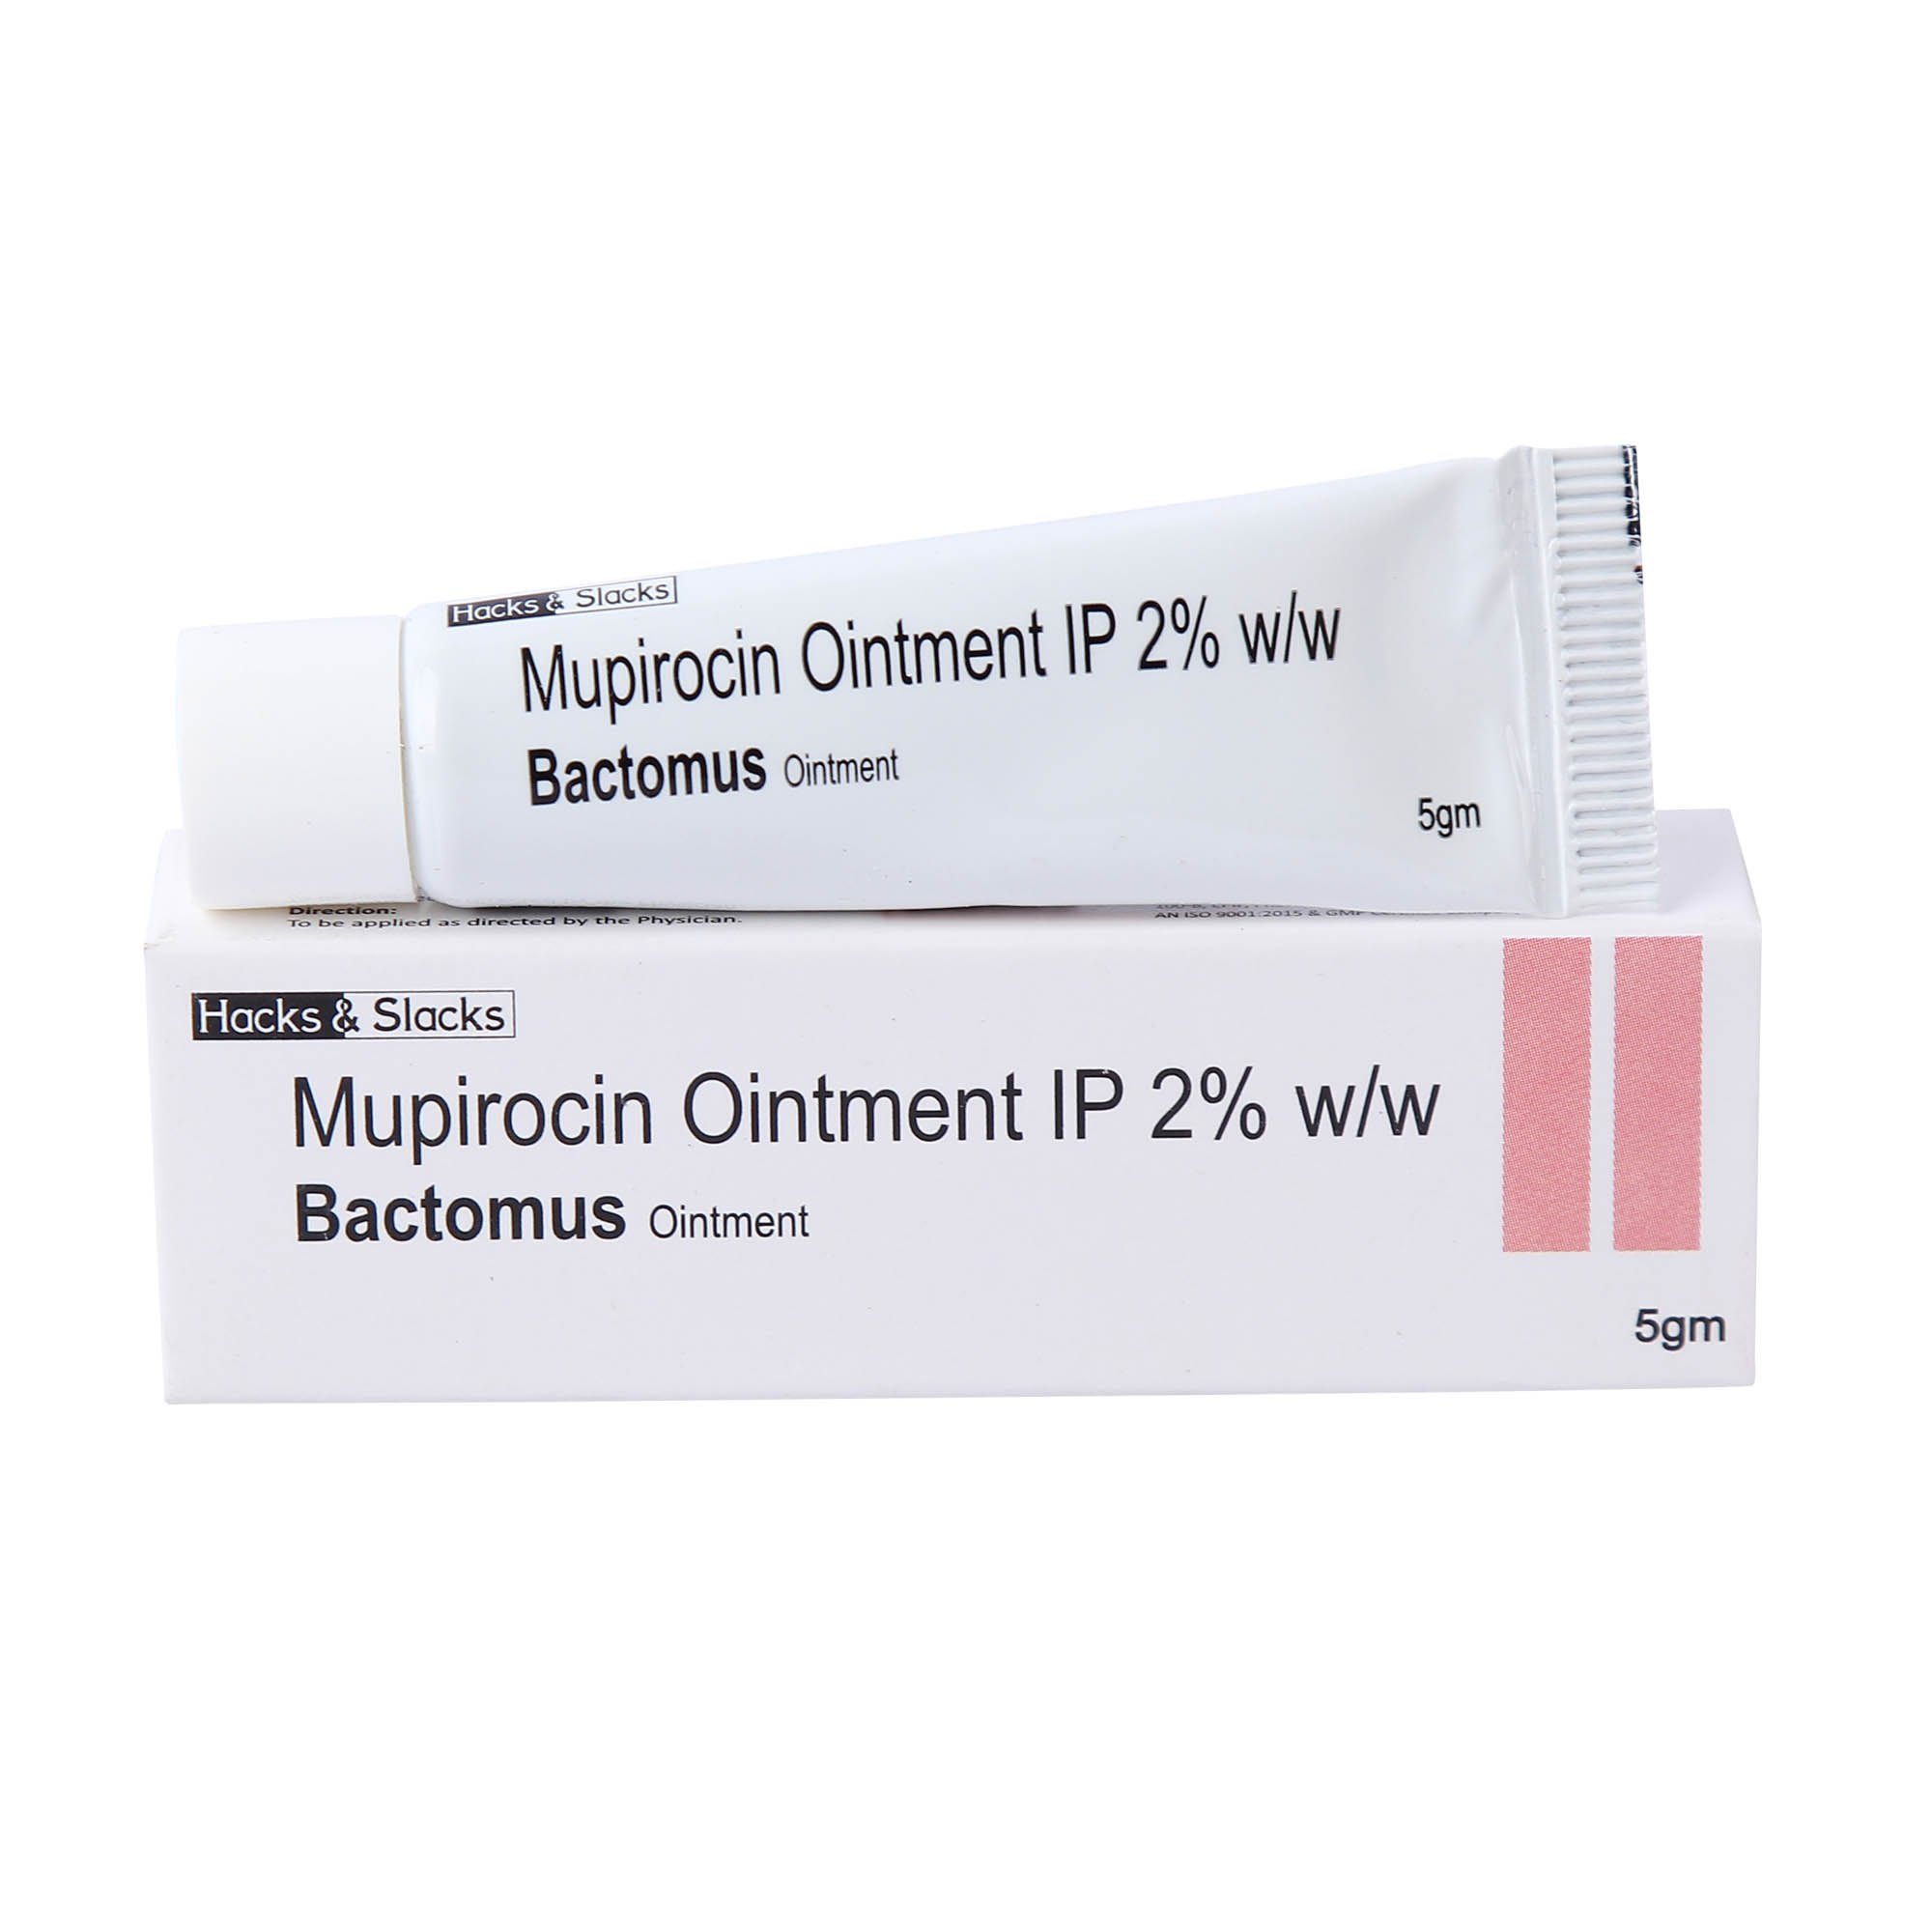 Hacks & Slacks
Mupirocin Ointment IP 2% w/w
Bactomus Ointment
5gm
Direction:
To be applied as directed by the Physician.
AN ISO 9001:2015 & GMP
Hacks & Slacks
Mupirocin Ointment IP 2% w/w
Bactomus Ointment
5gm